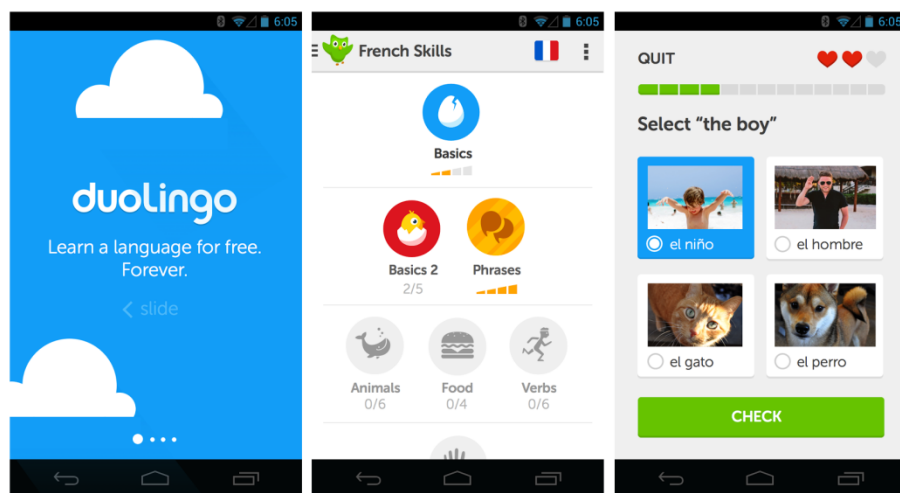 6:05
duolingo
Learn a language for free.
Forever.
< slide
6:05
French Skills
Basics
Basics 2
Phrases
2/5
Animals
Food
Verbs
0/6
0/4
0/6
6:05
QUIT
Select “the boy”
el niño
el hombre
el gato
el perro
CHECK